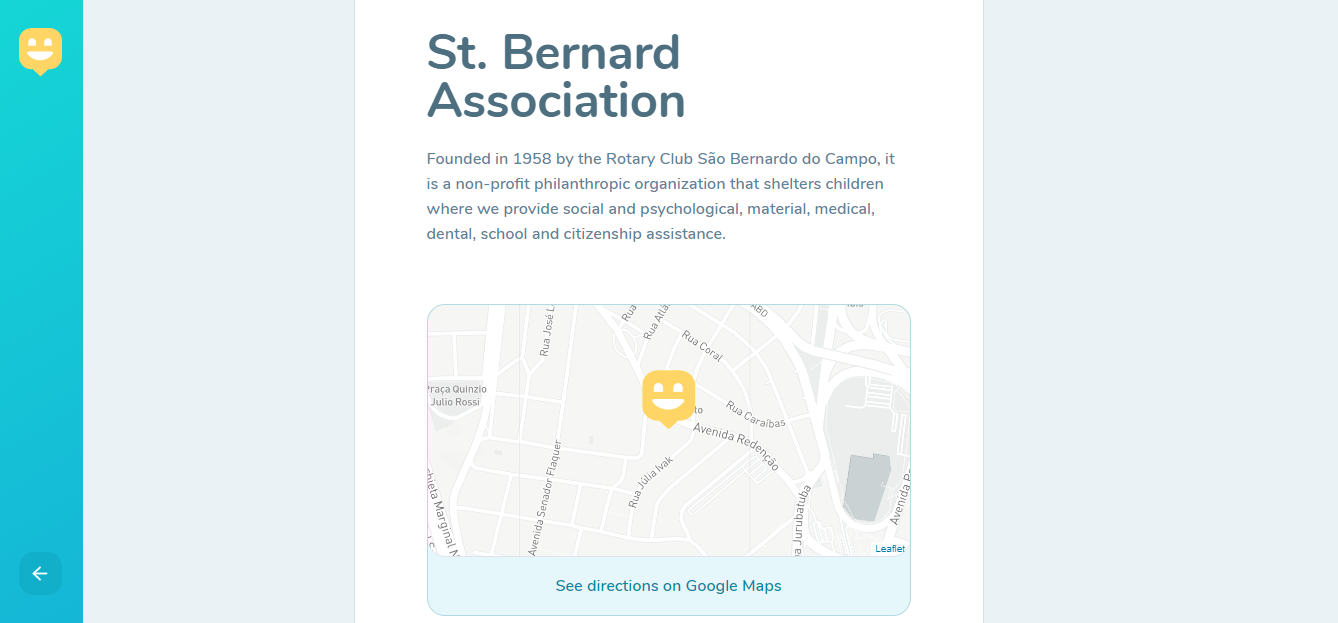 St. Bernard
Association
Founded in 1958 by the Rotary Club São Bernardo do Campo, it
is a non-profit philanthropic organization that shelters children
where we provide social and psychological, material, medical,
dental, school and citizenship assistance.
Rua José L
Rua
Rua Atlâ
ABD
Rua Coral
Praça Quinzio
Julio Rossi
to
Rua Caraíbas
Avenida Redenção
Rua Júlia Ivak
Avenida Senador Flaquer
chieta Marginal N
Jurubatuba
Avenida
Leaflet
See directions on Google Maps